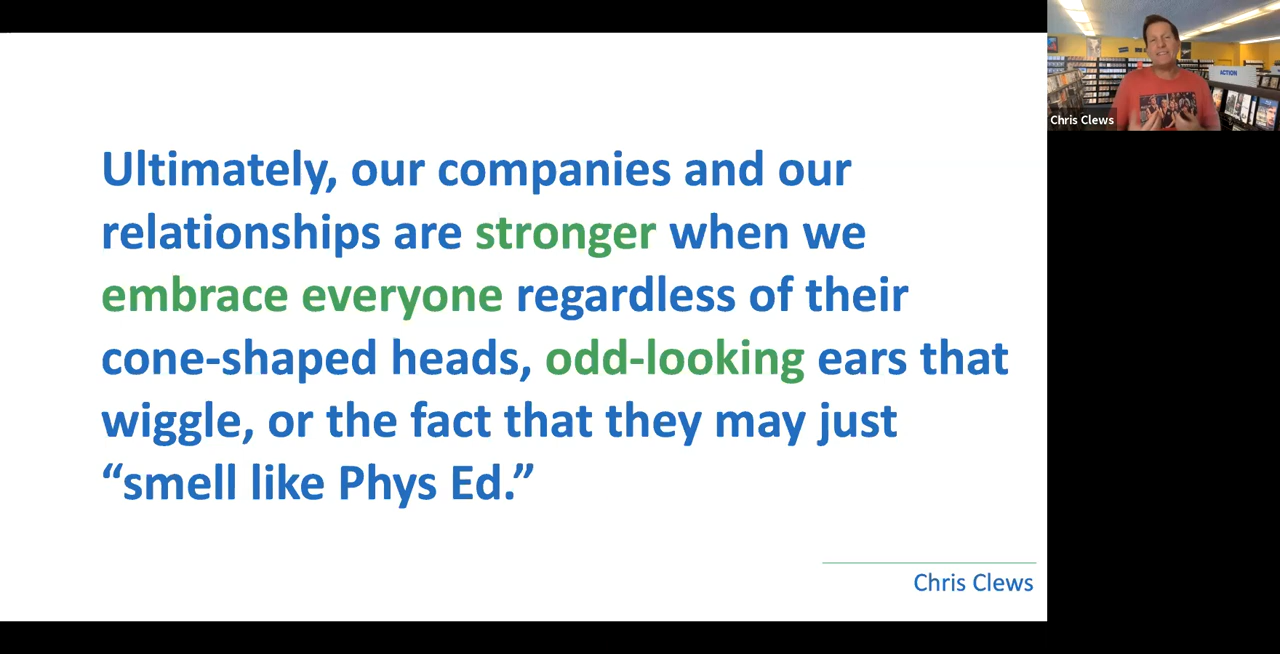 Ultimately, our companies and our
relationships are stronger when we
embrace everyone regardless of their
cone-shaped heads, odd-looking ears that
wiggle, or the fact that they may just
“smell like Phys Ed.”
Chris Clews
Chris Clews
ACTION